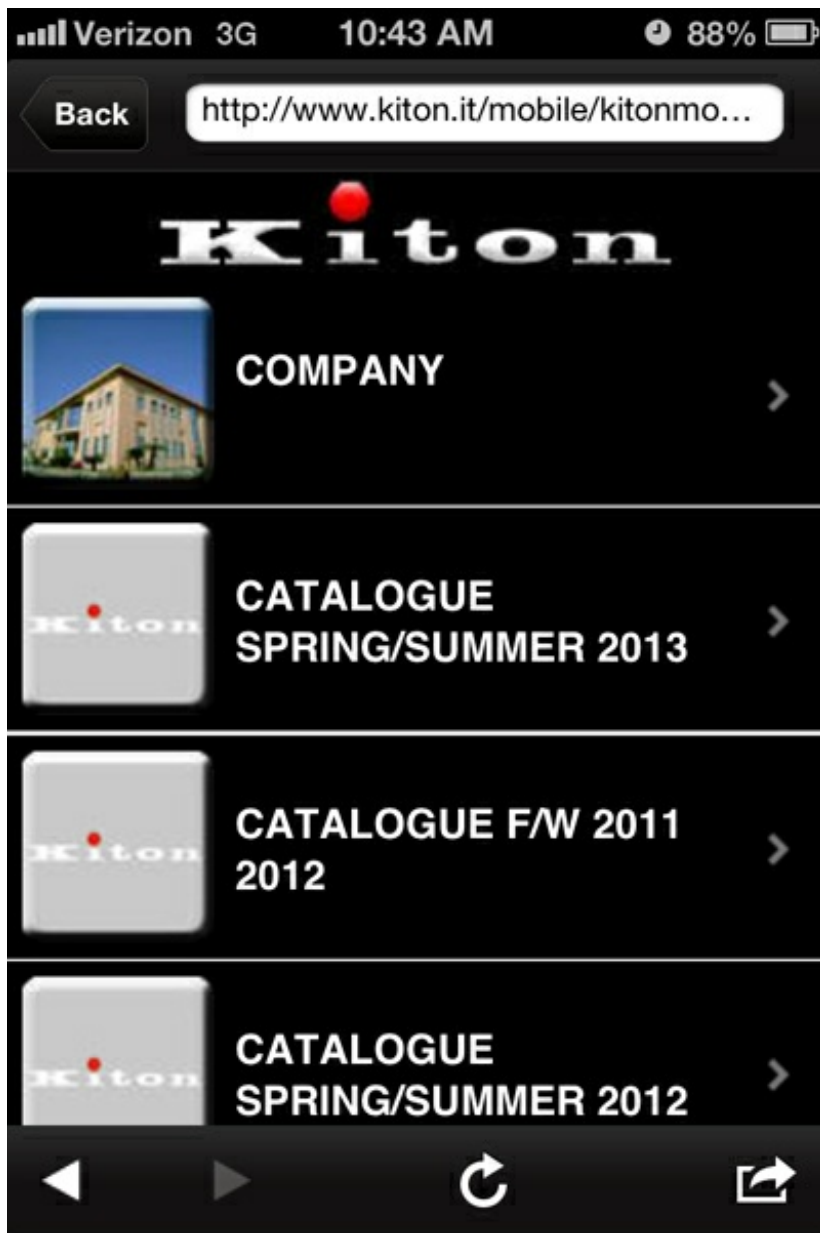 Verizon 3G 10:43 AM 88%
Back http://www.kiton.it/mobile/kitonmo...
Kiton
COMPANY
Kiton
CATALOGUE
SPRING/SUMMER 2013
Kiton
CATALOGUE F/W 2011
2012
Kiton
CATALOGUE
SPRING/SUMMER 2012